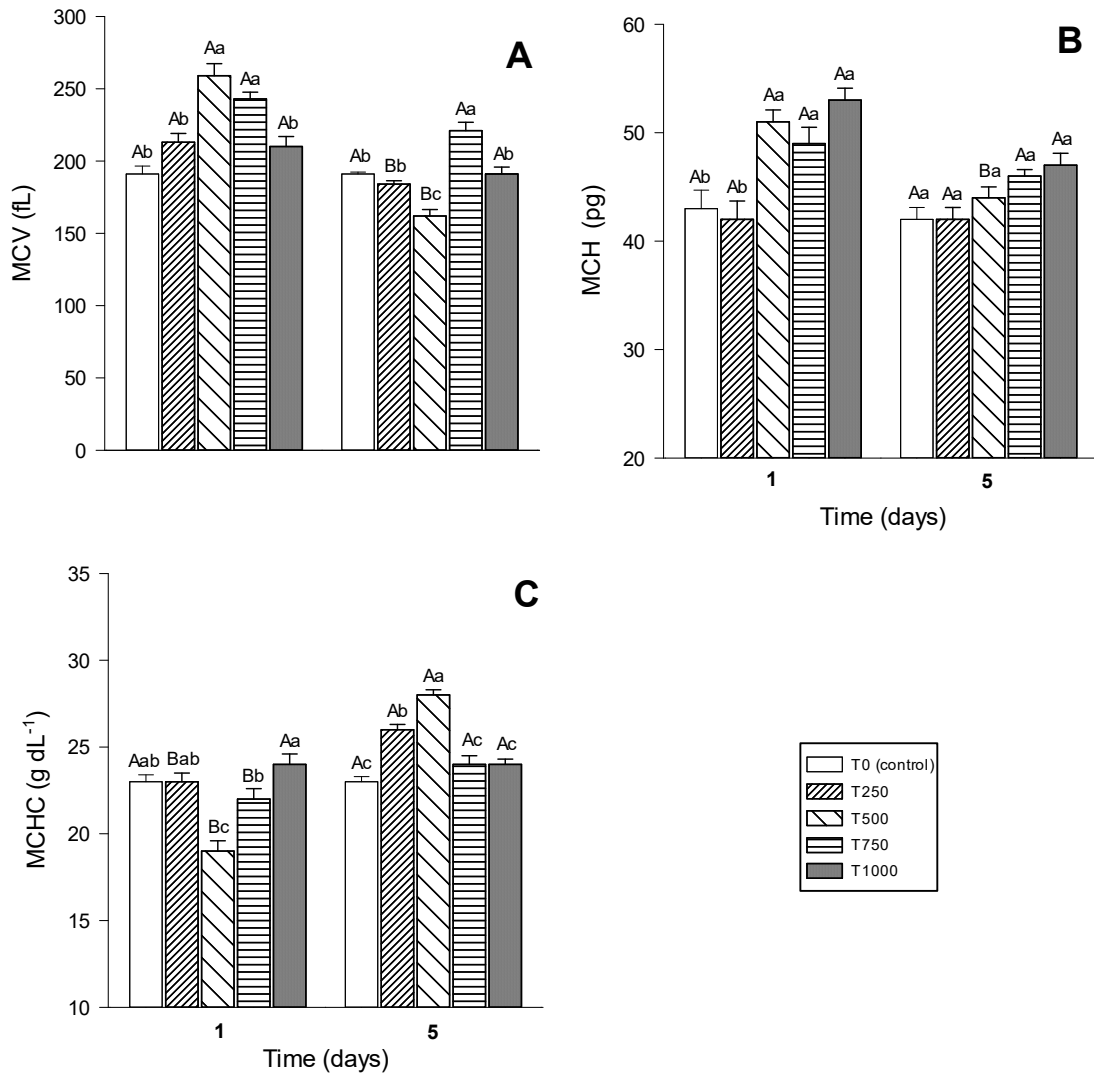 A
MCV (fL)
300
250
200
150
100
50
0
Ab
Ab
Aa
Aa
Ab
Ab
Bb
Bc
Aa
Ab
B
MCH (pg)
60
50
40
30
20
Ab
Ab
Aa
Aa
Aa
Aa
Aa
Ba
Aa
Aa
1 5
Time (days)
C
MCHC (g dL-1)
35
30
25
20
15
10
Aab
Bab
Bc
Bb
Aa
Ac
Ab
Aa
Ac
Ac
1 5
Time (days)
T0 (control)
T250
T500
T750
T1000